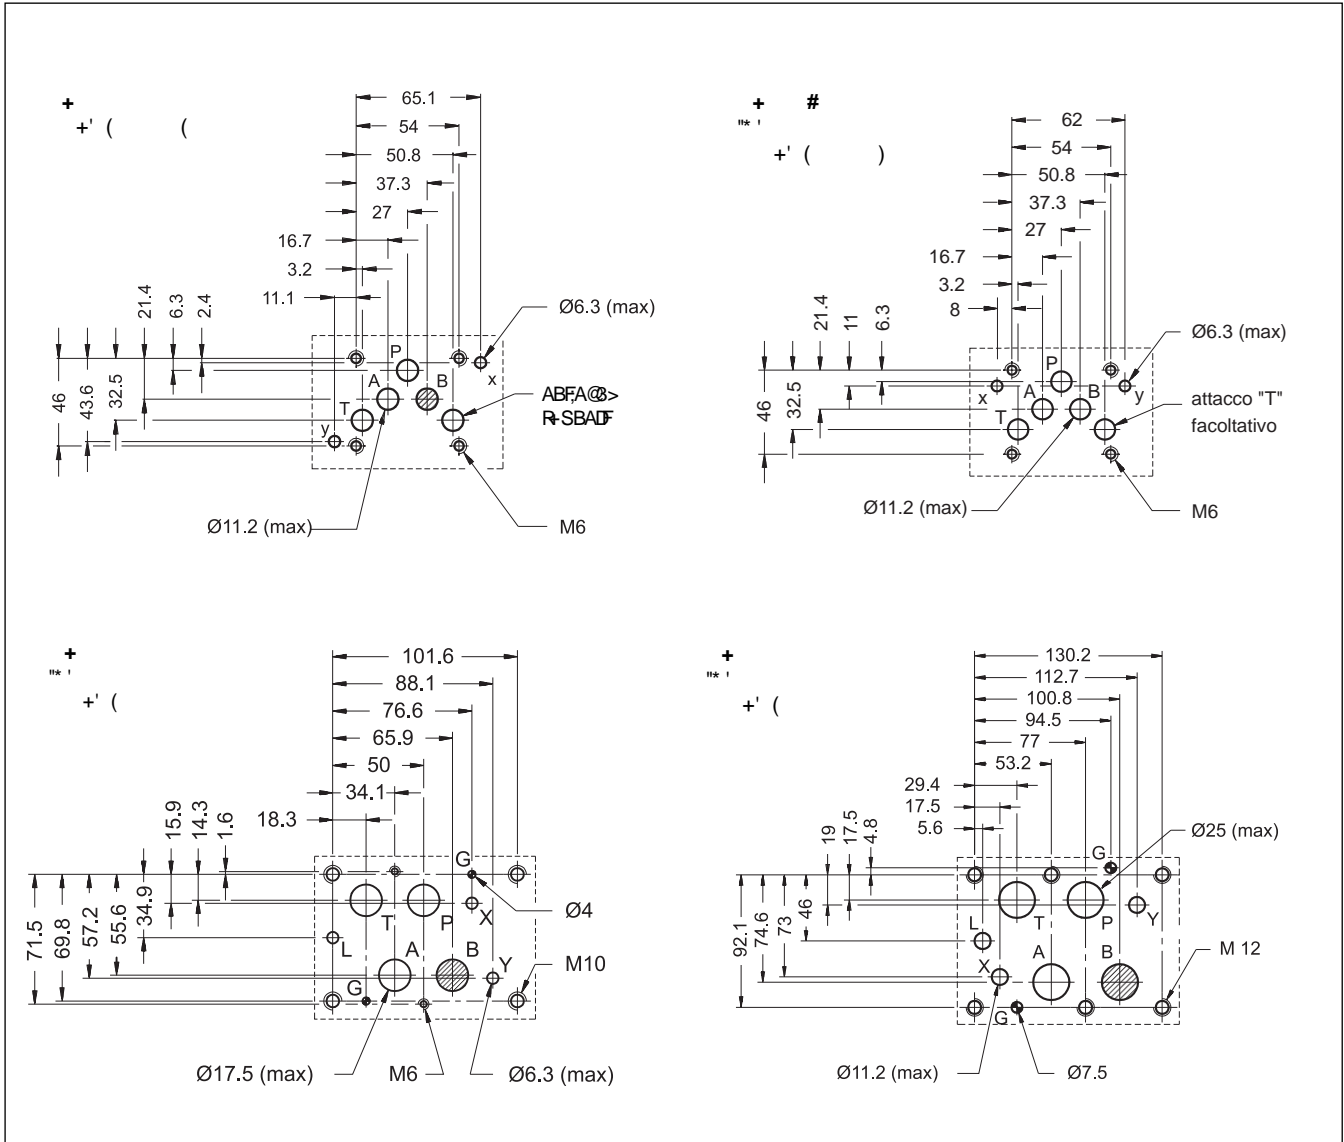 +
+' ( (
65.1
54
50.8
37.3
27
16.7
3.2
11.1
21.4
6.3
2.4
46
43.6
32.5
P
A
B
T
x
y
Ø6.3 (max)
ABF,A@8>
R+SBADF
Ø11.2 (max)
M6
+ #
"* '
+' ( )
62
54
50.8
37.3
27
16.7
3.2
8
21.4
11
6.3
46
32.5
P
A
B
T
x
y
Ø6.3 (max)
attacco "T"
facoltativo
Ø11.2 (max)
M6
+
"* '
+' (
101.6
88.1
76.6
65.9
50
34.1
18.3
15.9
14.3
1.6
71.5
69.8
57.2
55.6
34.9
G
T
P
X
L
A
B
Y
G
Ø4
M10
Ø17.5 (max)
M6
Ø6.3 (max)
+
"* '
+' (
130.2
112.7
100.8
94.5
77
53.2
29.4
17.5
5.6
19
17.5
4.8
92.1
74.6
73
46
G
T
P
Y
L
A
B
X
G
Ø25 (max)
M 12
Ø11.2 (max)
Ø7.5